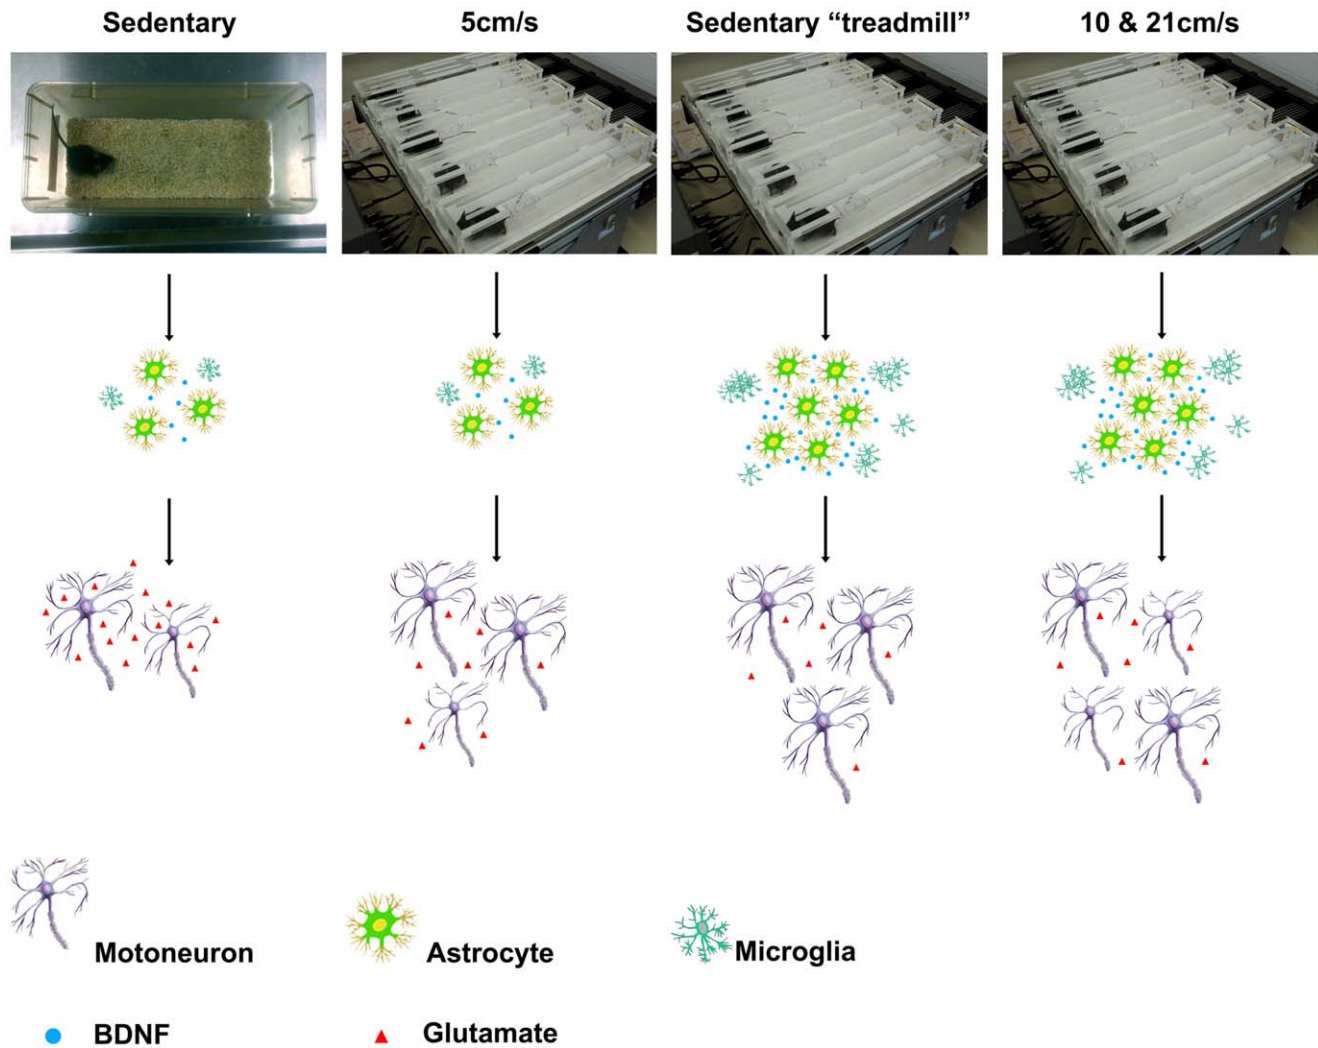 Sedentary
5cm/s
Sedentary “treadmill”
10 & 21cm/s
Motoneuron
Astrocyte
Microglia
BDNF
Glutamate